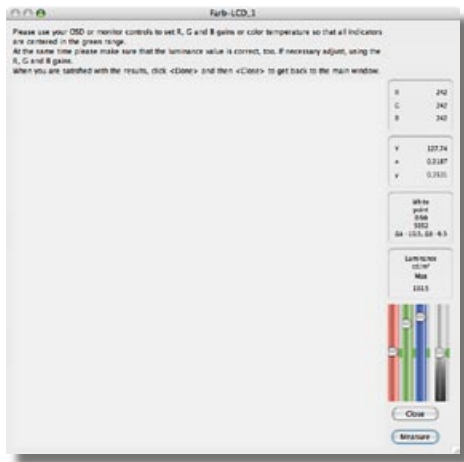 Farb-LCD_1
Please use your OSD or monitor controls to set R, G and B gains or color temperature so that all indicators
are centered in the green range.
At the same time please make sure that the luminance value is correct, too. If necessary adjust, using the
R, G and B gains.
When you are satisfied with the results, click <Done> and then <Close> to get back to the main window.
R 242
G 242
B 242
Y 127.74
x
y
White
point
Luminance
cd/m²
Max
Close
Measure